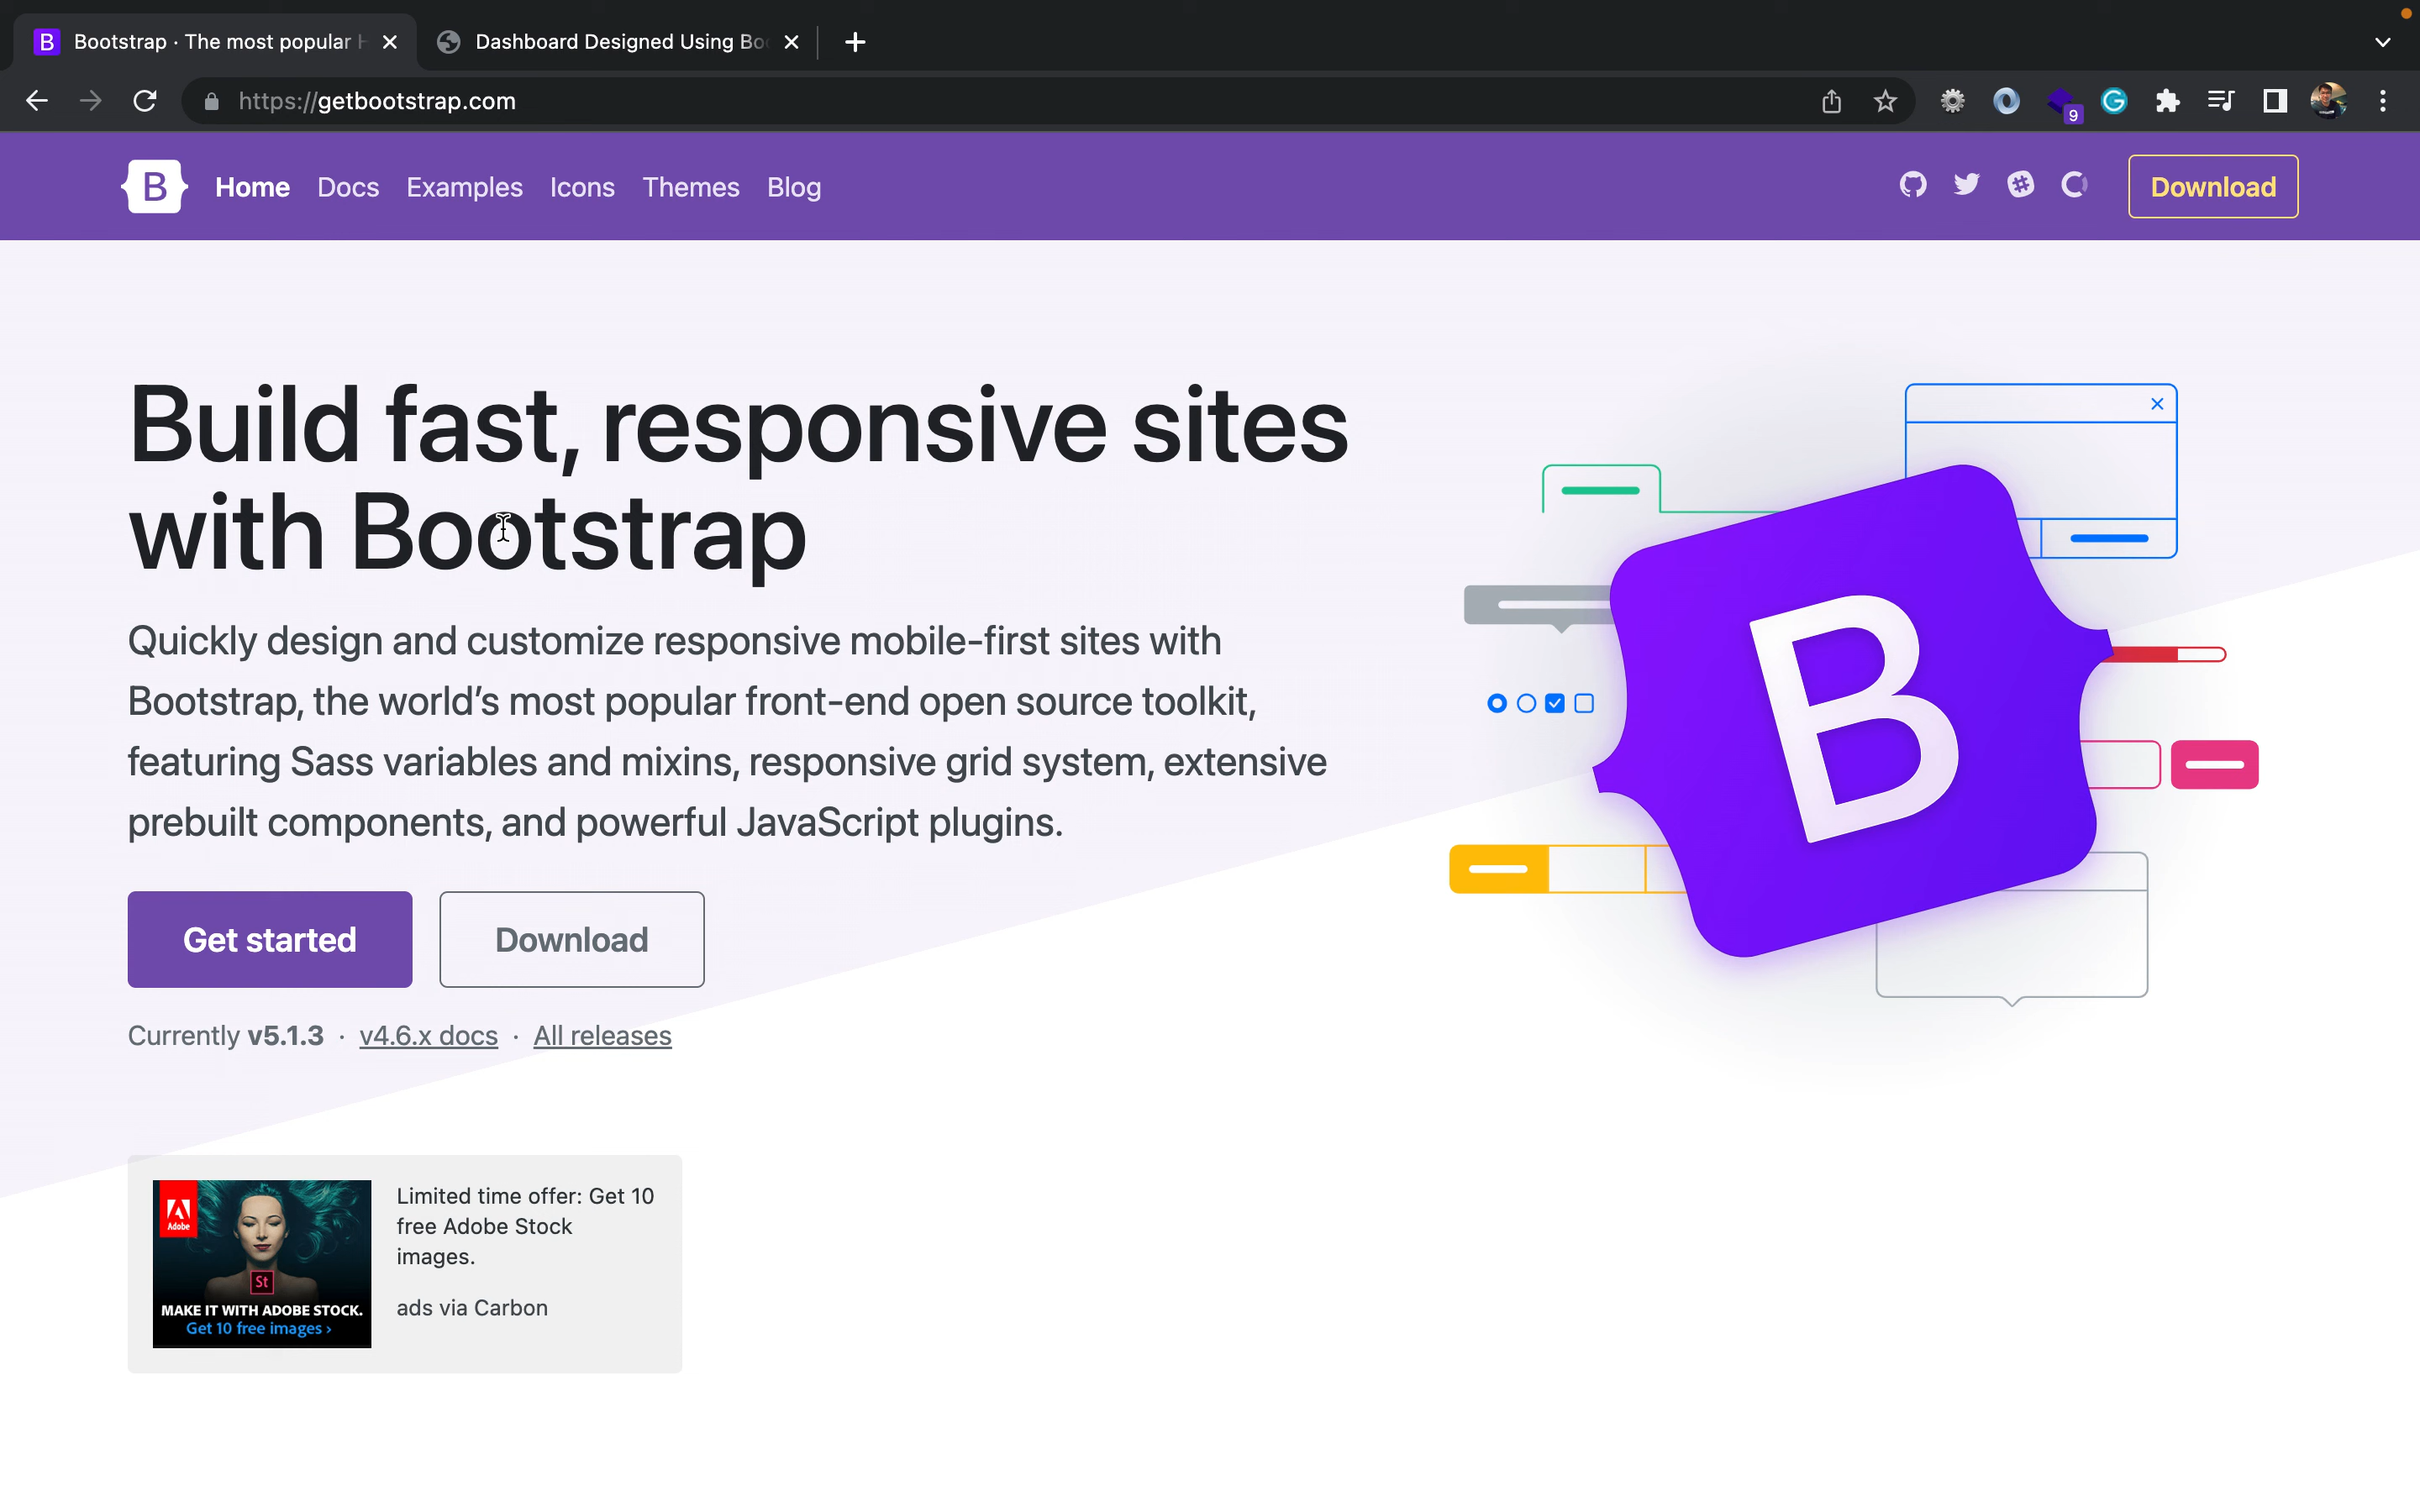 B Bootstrap · The most popular H
Dashboard Designed Using Boo
https://getbootstrap.com
9
G
B Home Docs Examples Icons Themes Blog
Download
Build fast, responsive sites
with Bootstrap
Quickly design and customize responsive mobile-first sites with
Bootstrap, the world's most popular front-end open source toolkit,
featuring Sass variables and mixins, responsive grid system, extensive
prebuilt components, and powerful JavaScript plugins.
B
Get started Download
Currently v5.1.3 · v4.6.x docs · All releases
Adobe
St
MAKE IT WITH ADOBE STOCK.
Get 10 free images ›
Limited time offer: Get 10
free Adobe Stock
images.
ads via Carbon